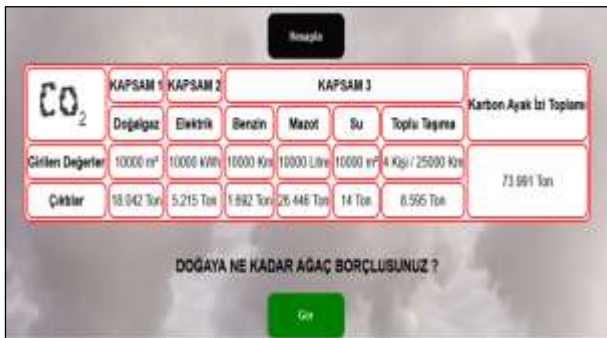 Hesapla
CO2 KAPSAM 1 KAPSAM 2 KAPSAM 3 Karbon Ayak İzi Toplamı
Doğalgaz Elektrik Benzin Mazot Su Toplu Taşıma
Girilen Değerler 10000 m³ 10000 kWh 10000 Km 10000 Litre 10000 m³ 4 Kişi / 25000 Km
Çıktılar 18.042 Ton 5.215 Ton 1.692 Ton 26.446 Ton 14 Ton 8.595 Ton 73.991 Ton
DOĞAYA NE KADAR AĞAÇ BORÇLUSUNUZ ?
Gör